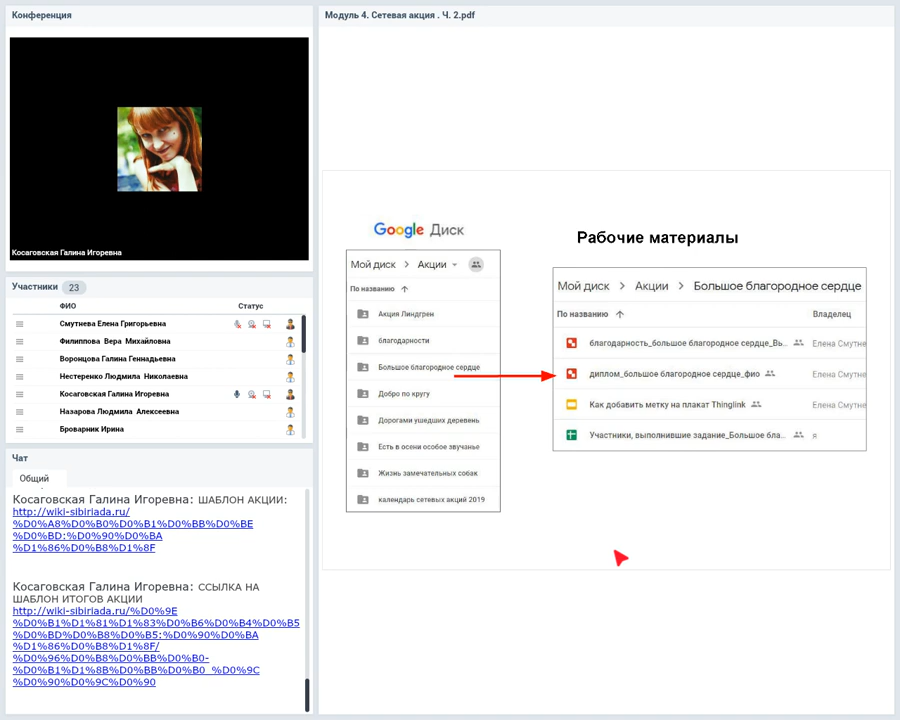 Конференция
Косаговская Галина Игоревна
Участники 23
ФИО Статус
Смутнева Елена Григорьевна
Филиппова Вера Михайловна
Воронцова Галина Геннадьевна
Нестеренко Людмила Николаевна
Косаговская Галина Игоревна
Назарова Людмила Алексеевна
Броварник Ирина
Чат
Общий
Косаговская Галина Игоревна: ШАБЛОН АКЦИИ:
http://wiki-sibiriada.ru/
%D0%A8%D0%B0%D0%B1%D0%BB%D0%BE
%D0%BD:%D0%90%D0%BA
%D1%86%D0%B8%D1%8F
Косаговская Галина Игоревна: ССЫЛКА НА
ШАБЛОН ИТОГОВ АКЦИИ
http://wiki-sibiriada.ru/%D0%9E
%D0%B1%D1%81%D1%83%D0%B6%D0%B4%D0%B5
%D0%BD%D0%B8%D0%B5:%D0%90%D0%BA
%D1%86%D0%B8%D1%8F/
%D0%96%D0%B8%D0%BB%D0%B0-
%D0%B1%D1%8B%D0%BB%D0%B0_%D0%9C
%D0%90%D0%9C%D0%90
Модуль 4. Сетевая акция . Ч. 2.pdf
Google Диск
Мой диск > Акции
По названию ↑
Акция Линдгрен
благодарности
Большое благородное сердце
Добро по кругу
Дорогами ушедших деревень
Есть в осени особое звучанье
Жизнь замечательных собак
календарь сетевых акций 2019
Рабочие материалы
Мой диск > Акции > Большое благородное сердце
По названию ↑ Владелец
благодарность_большое благородное сердце_Вы... Елена Смутне
диплом_большое благородное сердце_фио Елена Смутне
Как добавить метку на плакат Thinglink Елена Смутне
Участники, выполнившие задание_Большое бла... я